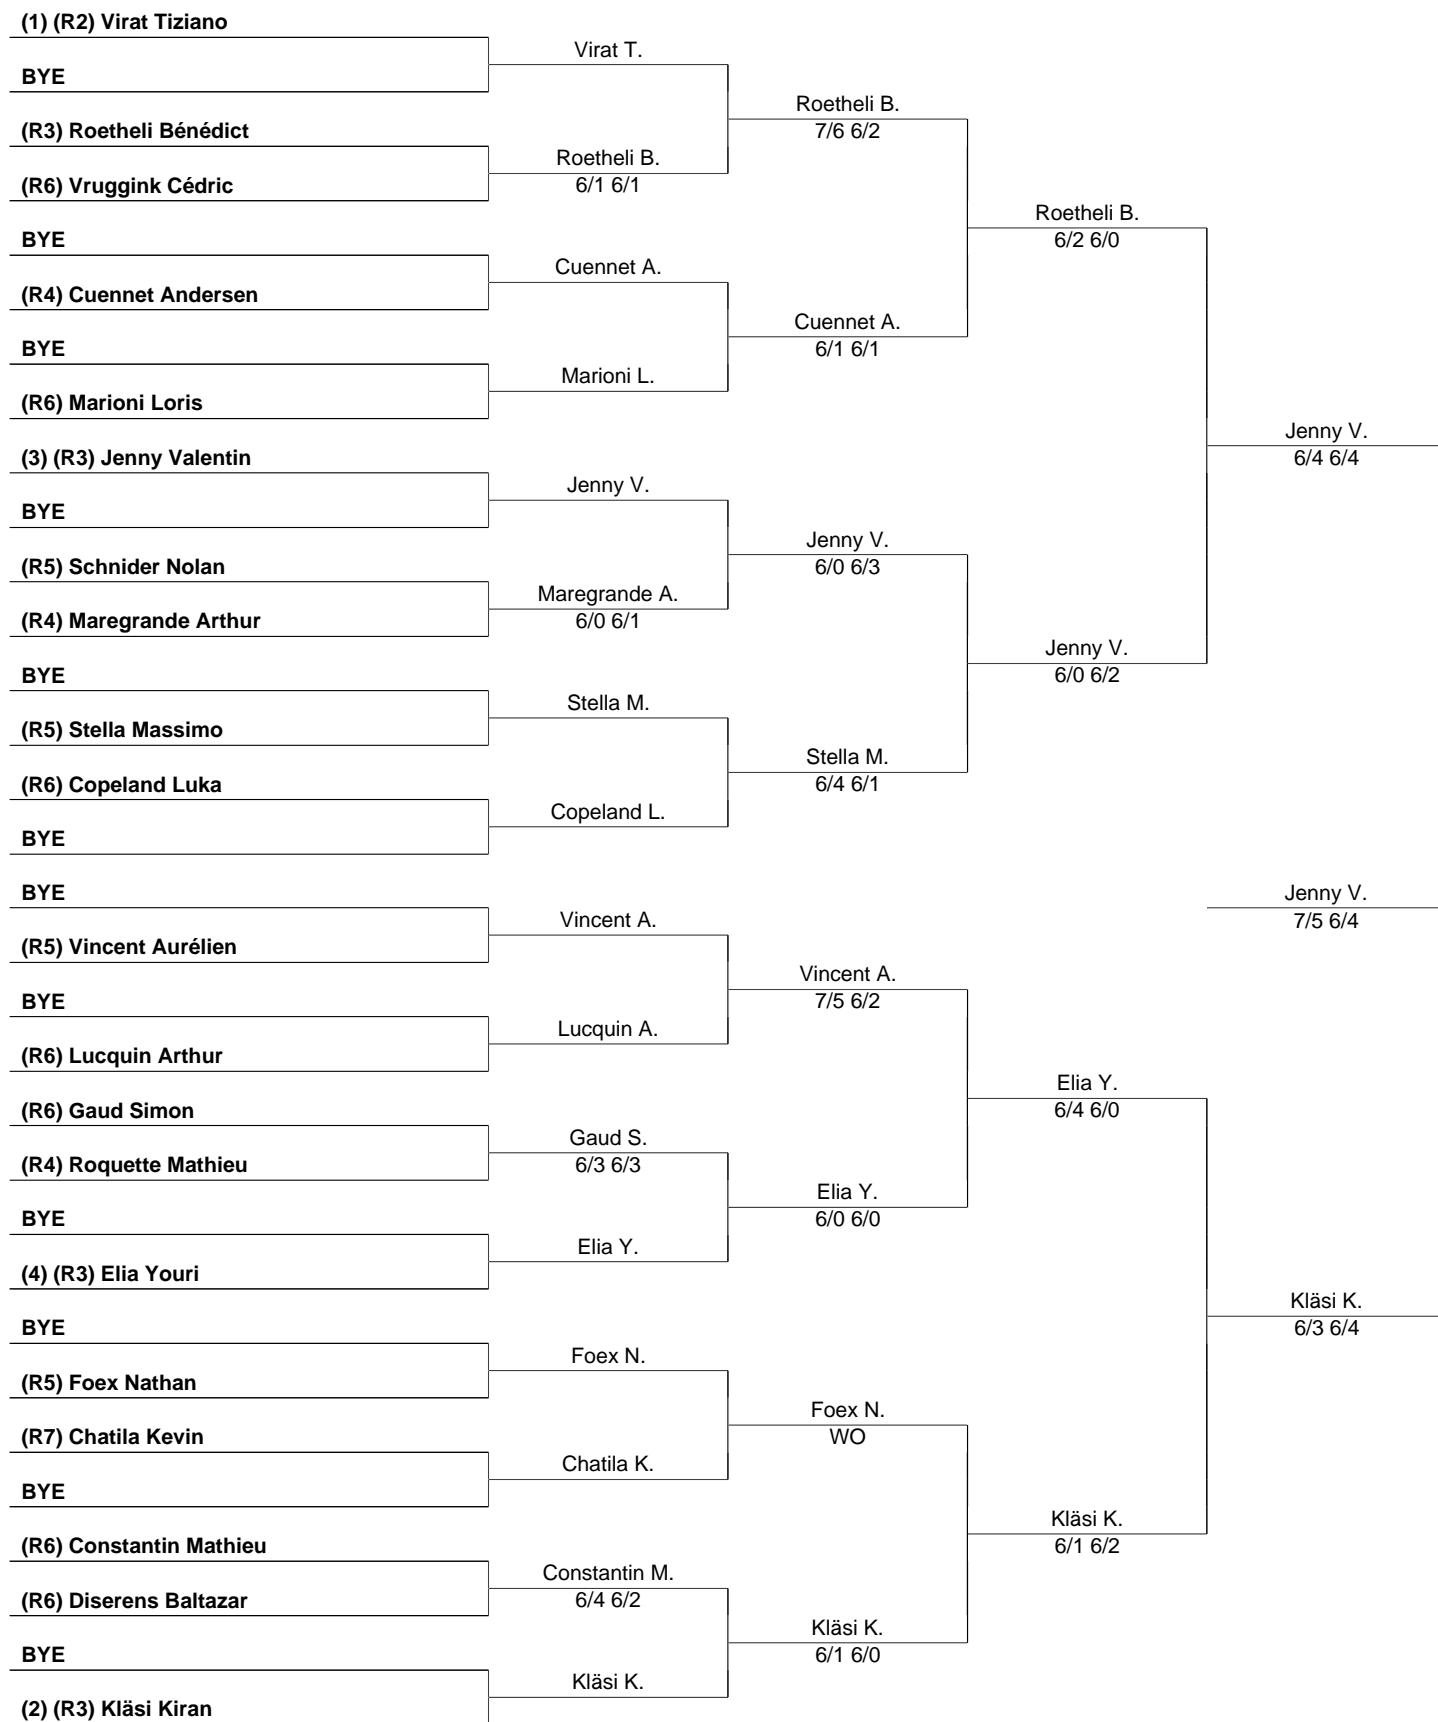 (1) (R2) Virat Tiziano
BYE
(R3) Roetheli Bénédict
(R6) Vruggink Cédric
BYE
(R4) Cuennet Andersen
BYE
(R6) Marioni Loris
(3) (R3) Jenny Valentin
BYE
(R5) Schnider Nolan
(R4) Maregrande Arthur
BYE
(R5) Stella Massimo
(R6) Copeland Luka
BYE
BYE
(R5) Vincent Aurélien
BYE
(R6) Lucquin Arthur
(R6) Gaud Simon
(R4) Roquette Mathieu
BYE
(4) (R3) Elia Youri
BYE
(R5) Foex Nathan
(R7) Chatila Kevin
BYE
(R6) Constantin Mathieu
(R6) Diserens Baltazar
BYE
(2) (R3) Kläsi Kiran
Virat T.
Roetheli B.
6/1 6/1
Cuennet A.
Marioni L.
Jenny V.
Maregrande A.
6/0 6/1
Stella M.
Copeland L.
Vincent A.
Lucquin A.
Gaud S.
6/3 6/3
Elia Y.
Foex N.
Chatila K.
Constantin M.
6/4 6/2
Kläsi K.
Roetheli B.
7/6 6/2
Cuennet A.
6/1 6/1
Jenny V.
6/0 6/3
Stella M.
6/4 6/1
Vincent A.
7/5 6/2
Elia Y.
6/0 6/0
Foex N.
WO
Kläsi K.
6/1 6/0
Roetheli B.
6/2 6/0
Jenny V.
6/0 6/2
Elia Y.
6/4 6/0
Kläsi K.
6/1 6/2
Jenny V.
6/4 6/4
Jenny V.
7/5 6/4
Kläsi K.
6/3 6/4